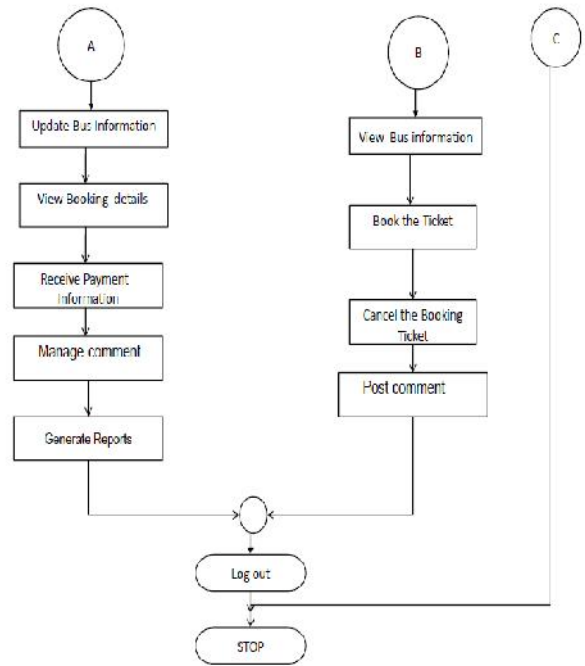 A
B
C
Update Bus Information
View Bus information
View Booking details
Book the Ticket
Receive Payment
Information
Cancel the Booking
Ticket
Manage comment
Post comment
Generate Reports
Log out
STOP